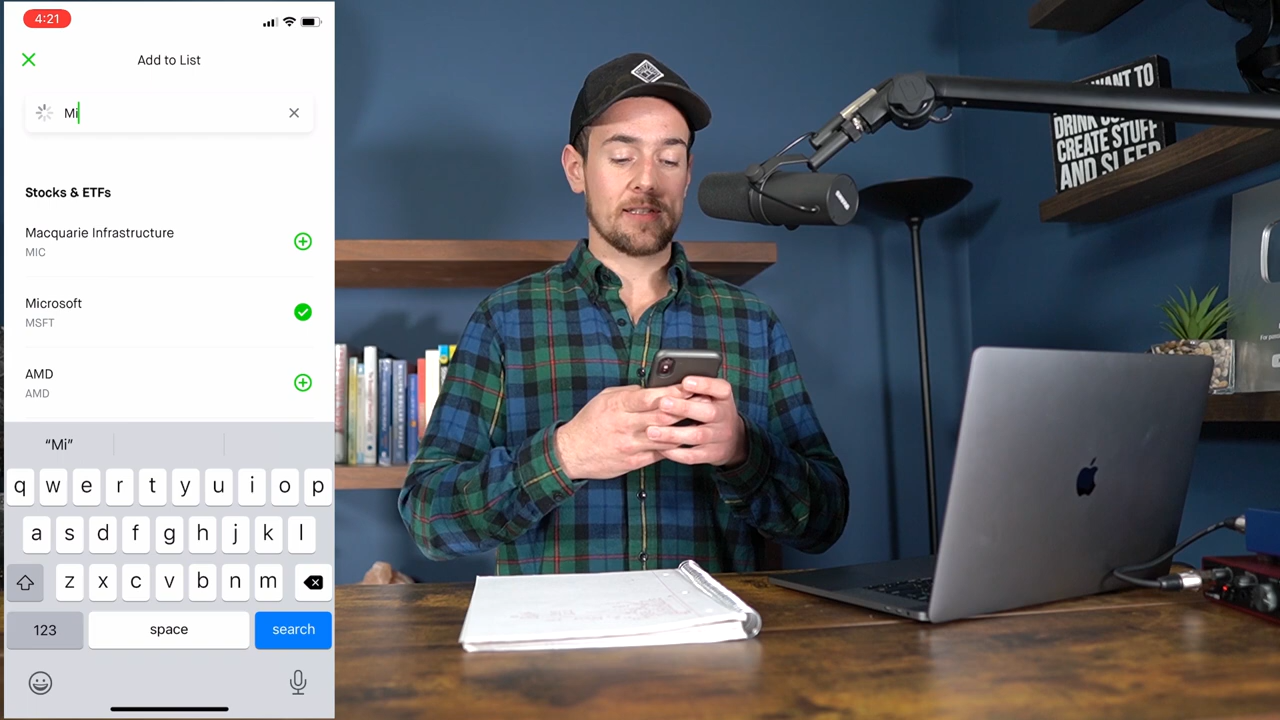 4:21
Add to List
Mi
Stocks & ETFs
Macquarie Infrastructure
MIC
Microsoft
MSFT
AMD
AMD
“Mi”
q w e r t y u i o p
a s d f g h j k l
z x c v b n m
123 space search
WANT TO
DRINK
CREATE STUFF
AND SLEEP
SHURE